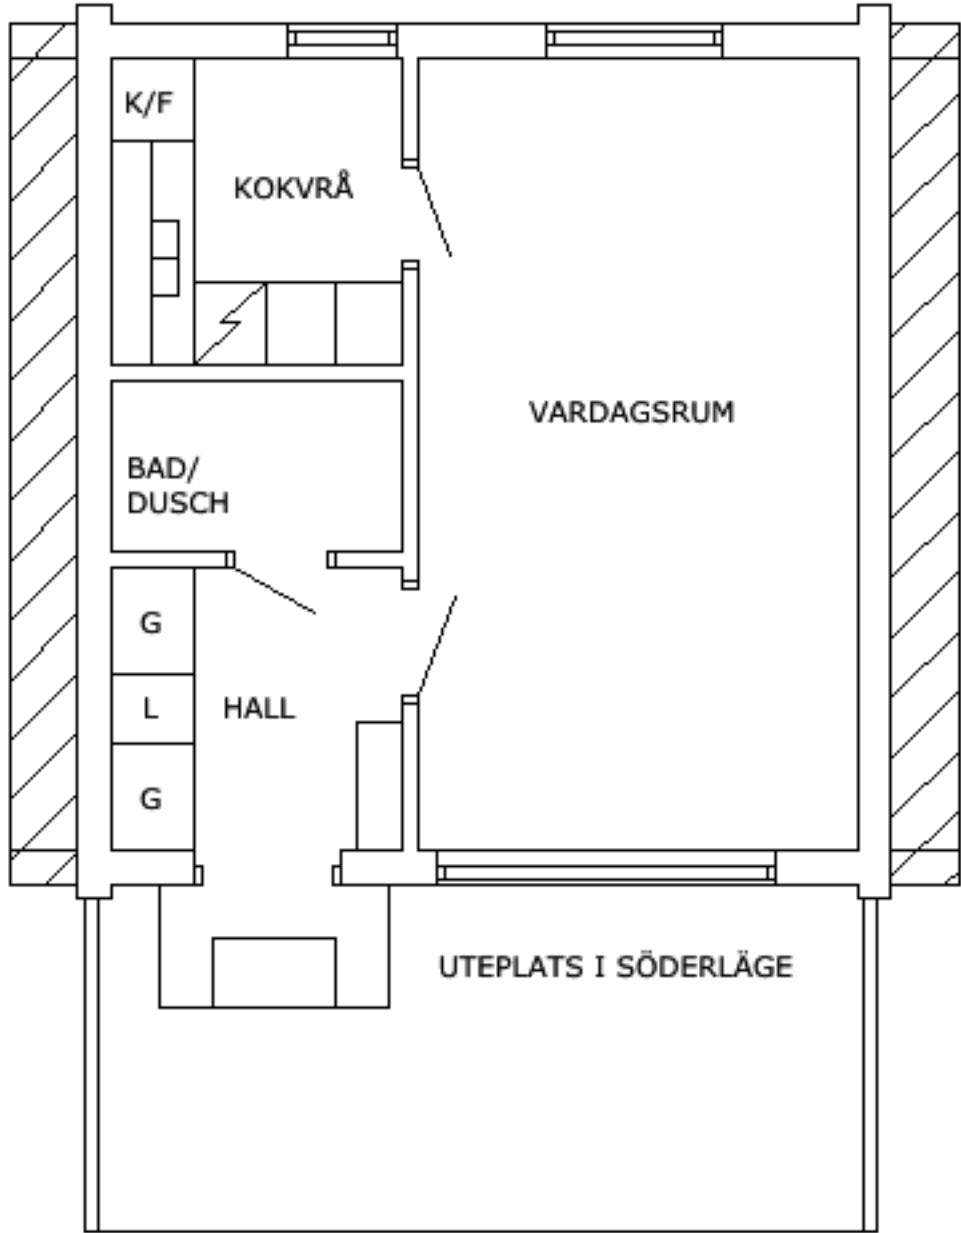 K/F
KOKVRÅ
VARDAGSRUM
BAD/
DUSCH
G
L
HALL
G
UTEPLATS I SÖDERLÄGE